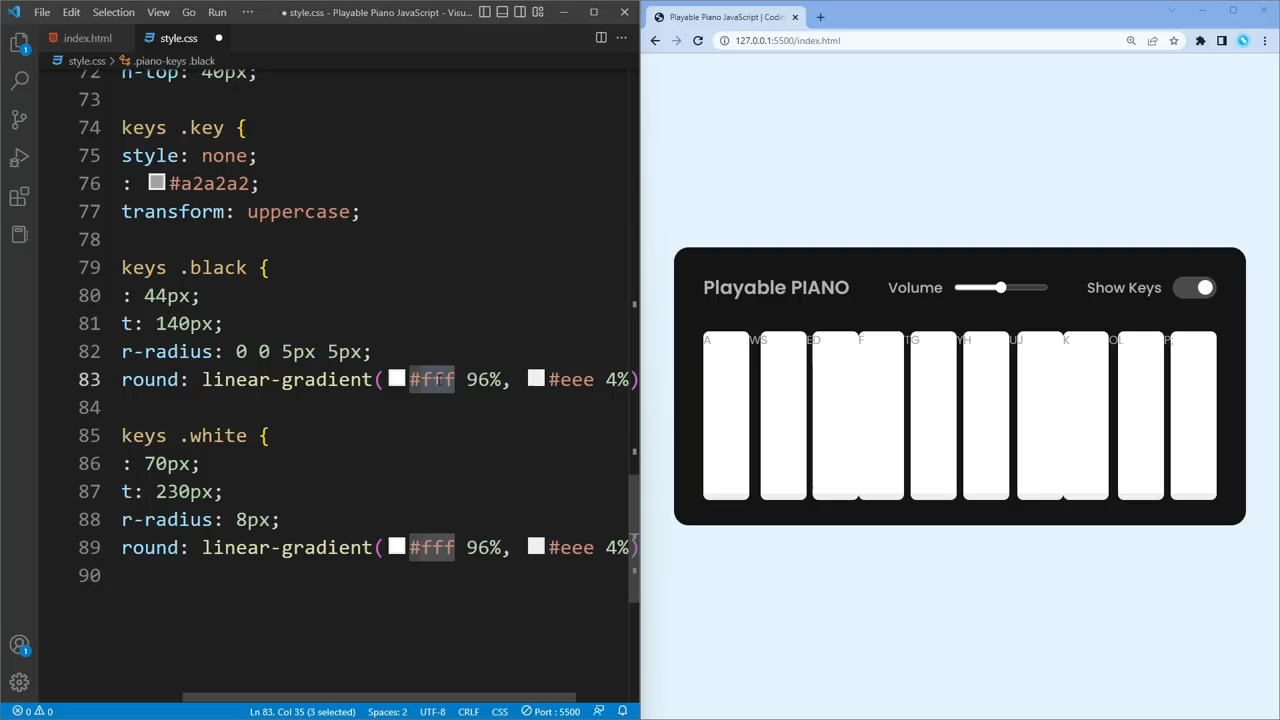 File Edit Selection View Go Run ··· ● style.css - Playable Piano JavaScript - Visu...
Playable Piano JavaScript | Codin
index.html style.css ●
127.0.0.1:5500/index.html
style.css > .piano-keys .black
72 n-top: 40px;
73
74 keys .key {
75 style: none;
76 : #a2a2a2;
77 transform: uppercase;
78
79 keys .black {
80 : 44px;
81 t: 140px;
82 r-radius: 0 0 5px 5px;
83 round: linear-gradient(#fff 96%, #eee 4%)
84
85 keys .white {
86 : 70px;
87 t: 230px;
88 r-radius: 8px;
89 round: linear-gradient(#fff 96%, #eee 4%)
90
Playable PIANO Volume Show Keys
A W S E D F T G Y H U J K O L P ;
1
1
0 0 Ln 83, Col 35 (3 selected) Spaces: 2 UTF-8 CRLF CSS Port : 5500